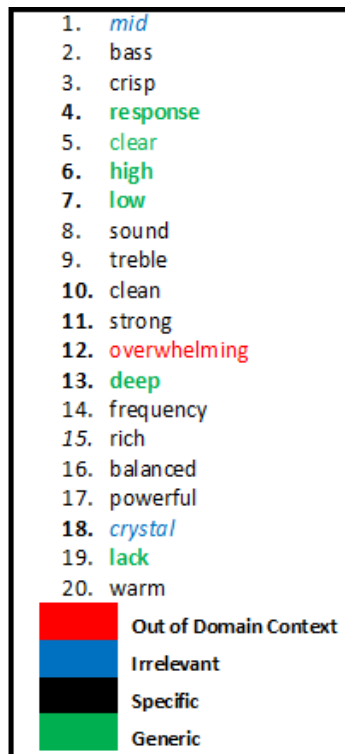 1. mid
2. bass
3. crisp
4. response
5. clear
6. high
7. low
8. sound
9. treble
10. clean
11. strong
12. overwhelming
13. deep
14. frequency
15. rich
16. balanced
17. powerful
18. crystal
19. lack
20. warm
Out of Domain Context
Irrelevant
Specific
Generic